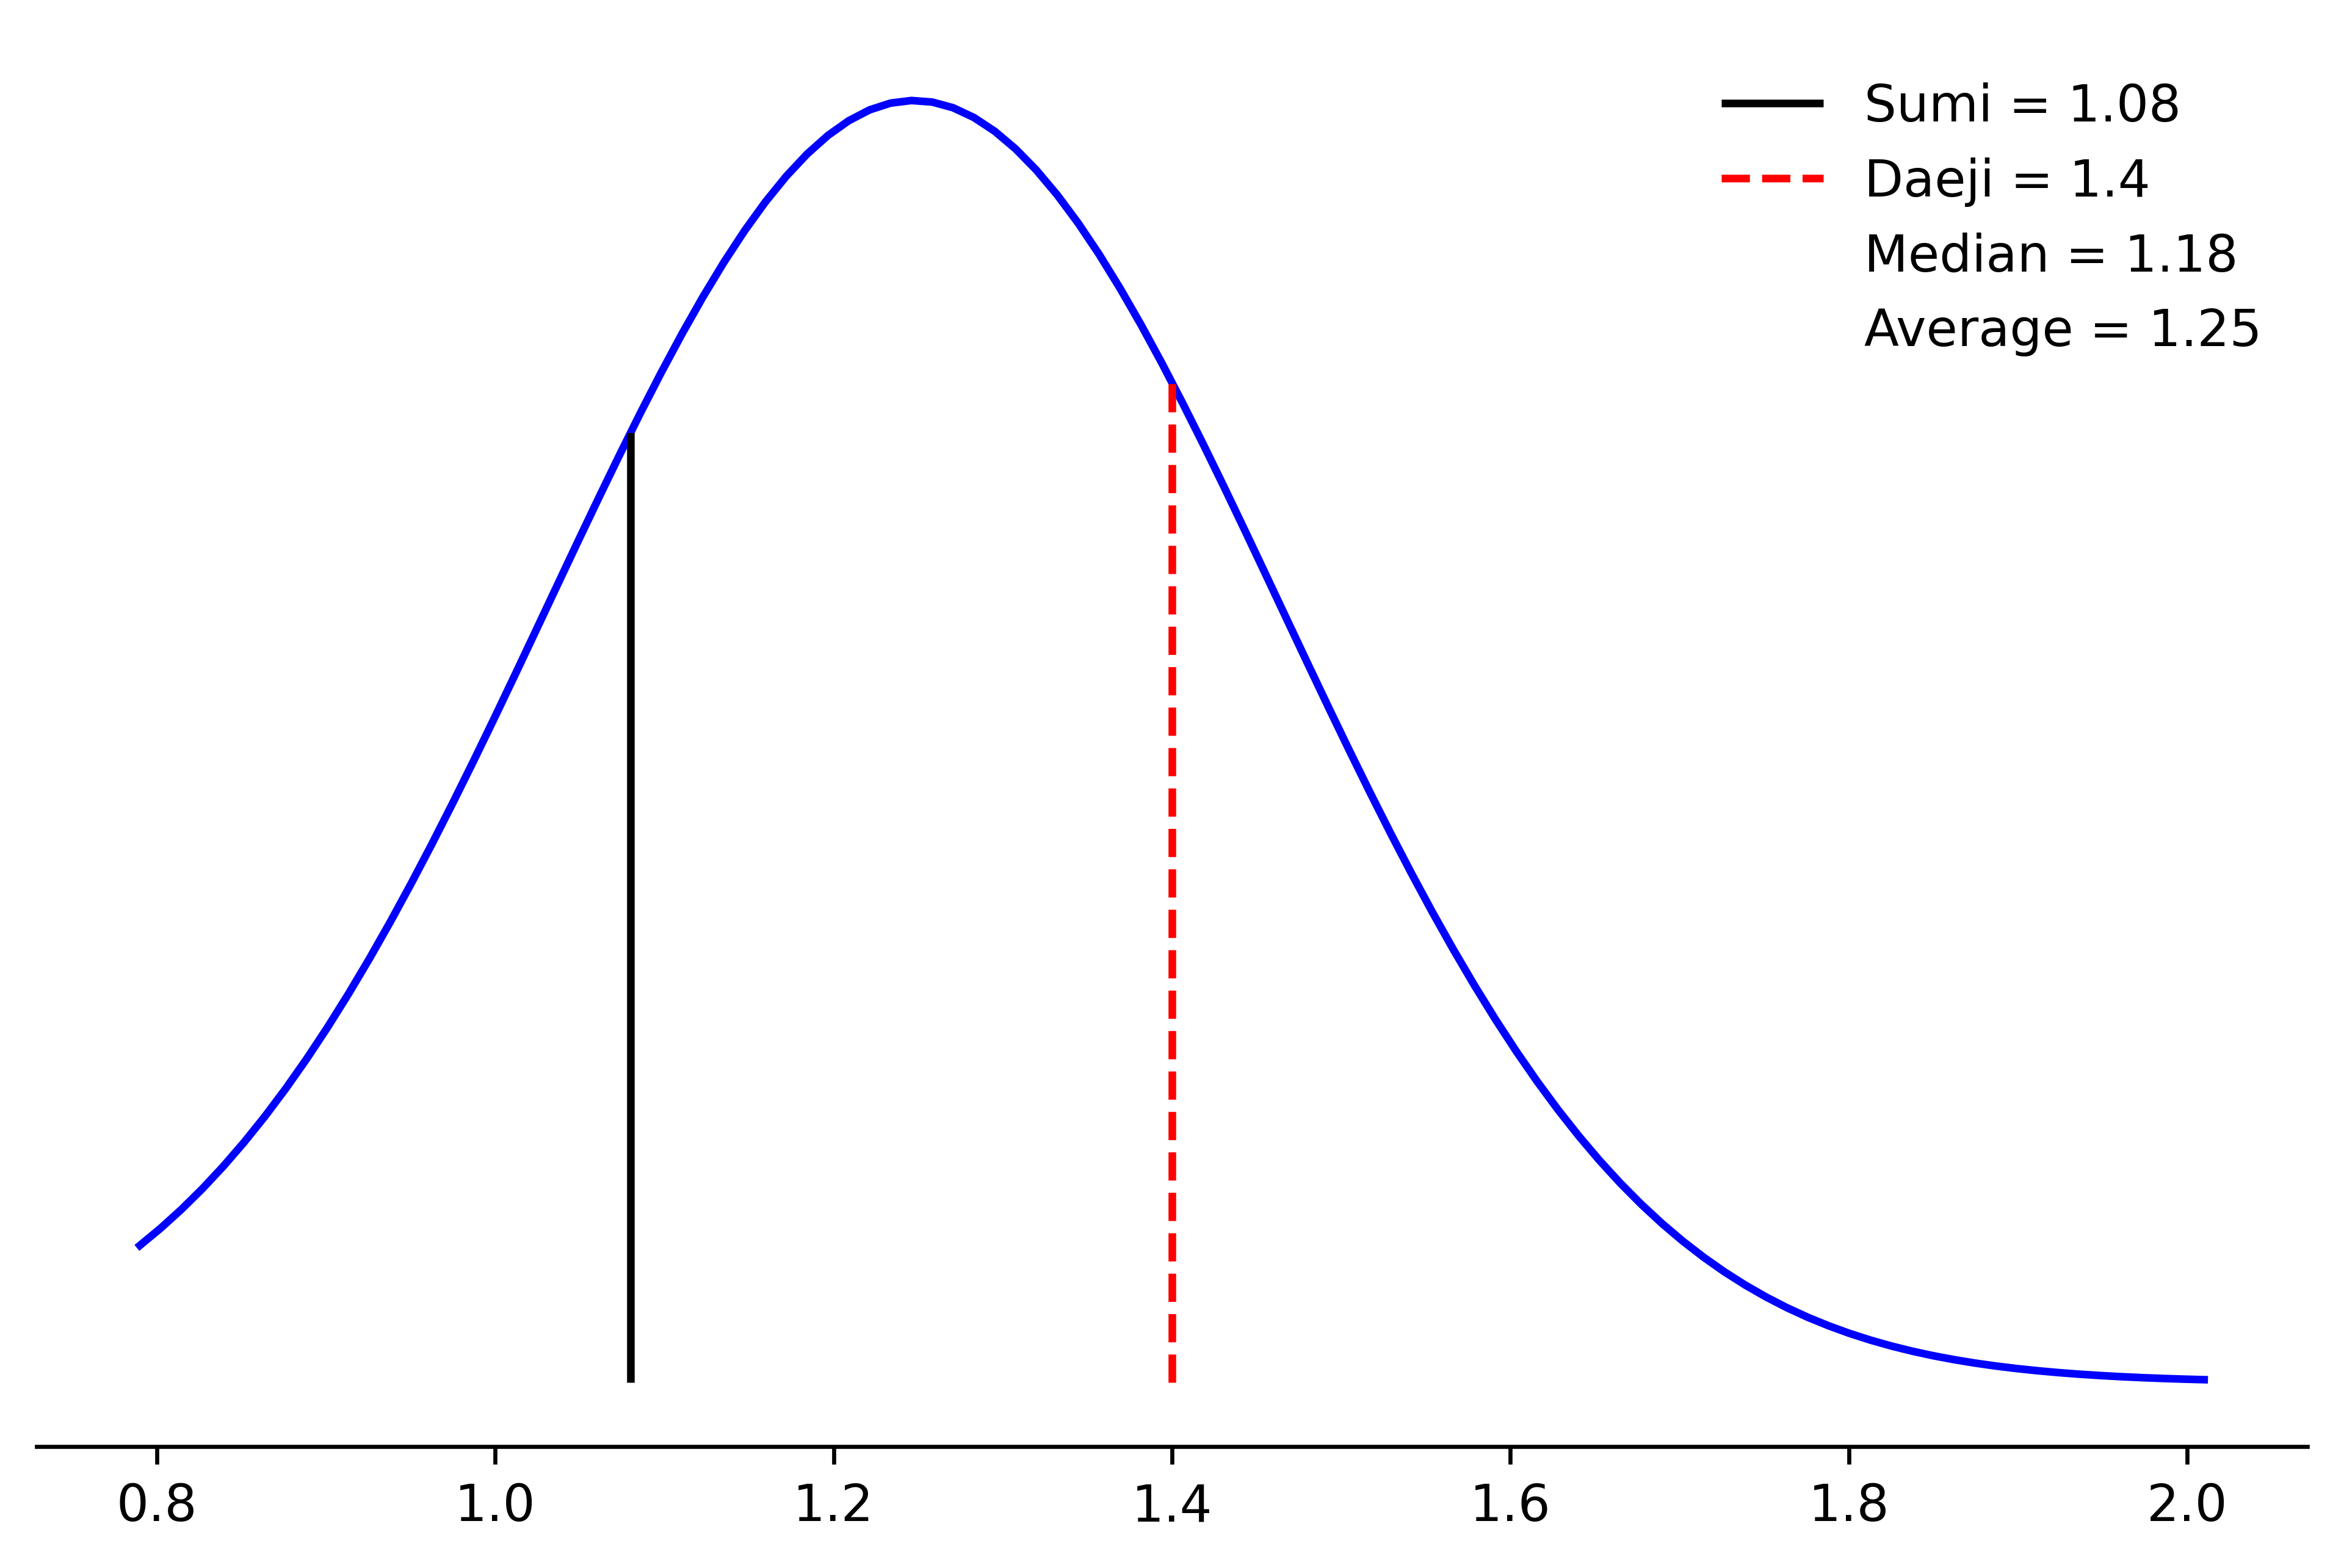 Sumi = 1.08
Daeji = 1.4
Median = 1.18
Average = 1.25
0.8 1.0 1.2 1.4 1.6 1.8 2.0